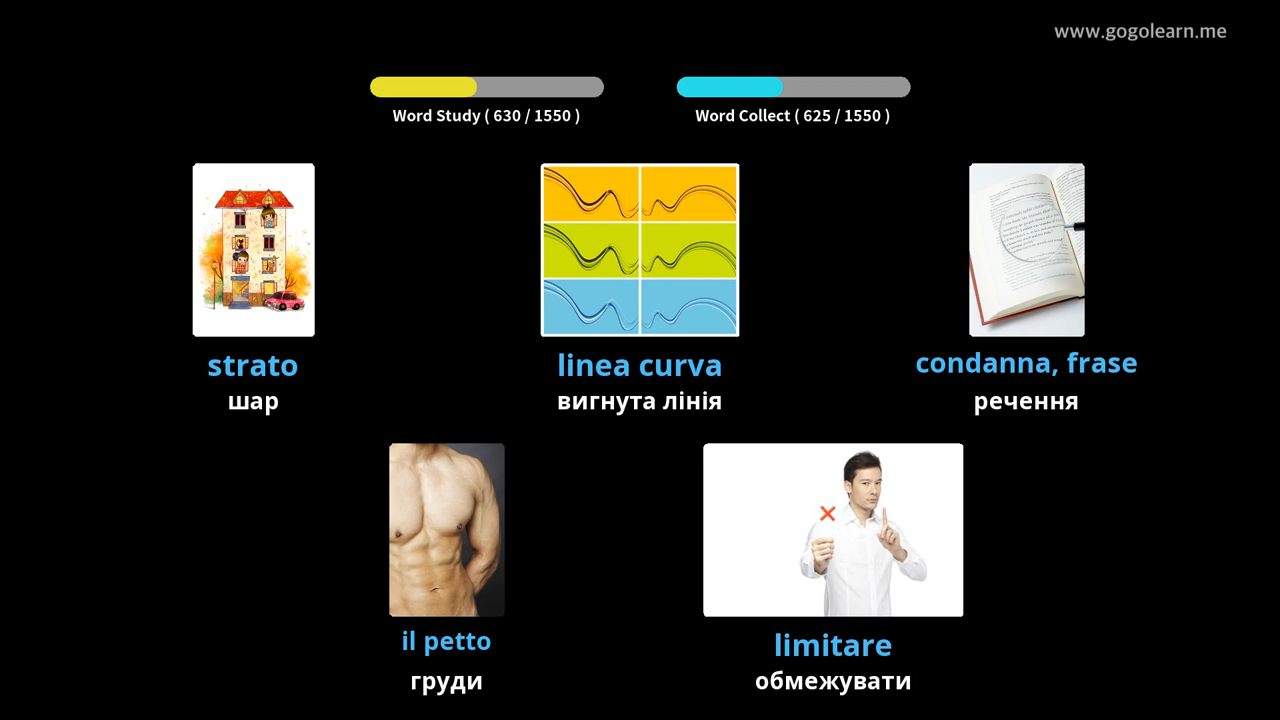 www.gogolearn.me
Word Study ( 630 / 1550 )
Word Collect ( 625 / 1550 )
strato
шар
linea curva
вигнута лінія
condanna, frase
речення
il petto
груди
limitare
обмежувати